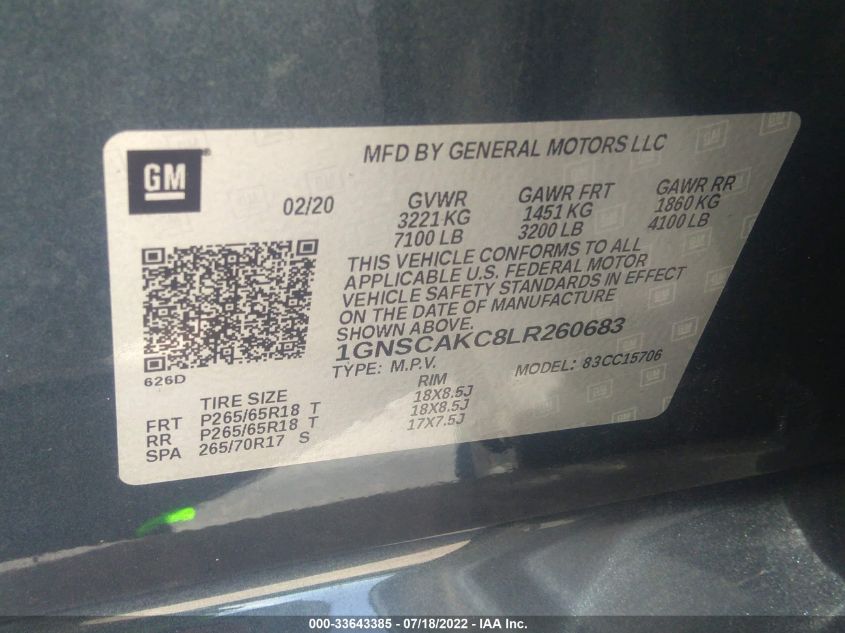 GM
MFD BY GENERAL MOTORS LLC
02/20
GVWR GAWR FRT GAWR RR
3221 KG 1451 KG 1860 KG
7100 LB 3200 LB 4100 LB
THIS VEHICLE CONFORMS TO ALL
APPLICABLE U.S. FEDERAL MOTOR
VEHICLE SAFETY STANDARDS IN EFFECT
ON THE DATE OF MANUFACTURE
SHOWN ABOVE.
1GNSCAKC8LR260683
TYPE: M.P.V. MODEL: 83CC15706
626D
TIRE SIZE RIM
FRT P265/65R18 T 18X8.5J
RR P265/65R18 T 18X8.5J
SPA 265/70R17 S 17X7.5J
000-33643385 - 07/18/2022 - IAA Inc.